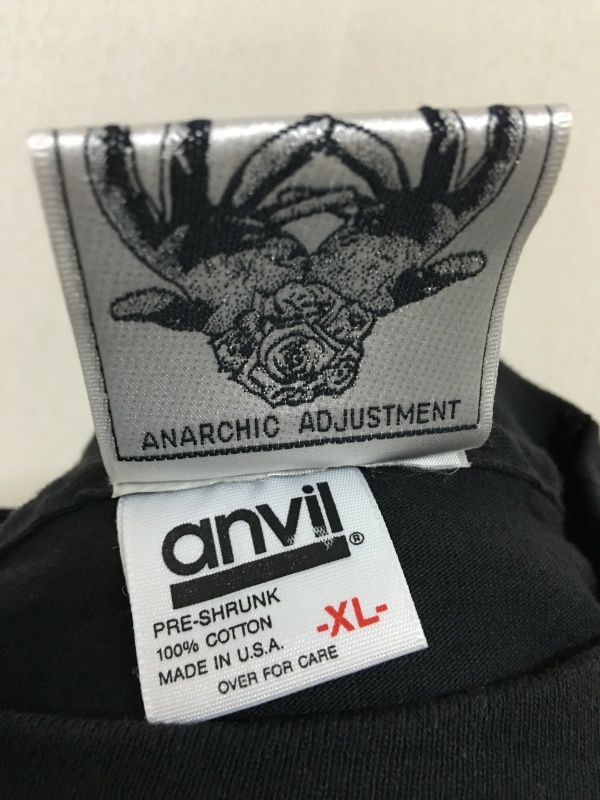 ANARCHIC ADJUSTMENT
anvil®
PRE-SHRUNK
100% COTTON
MADE IN U.S.A.
-XL-
OVER FOR CARE